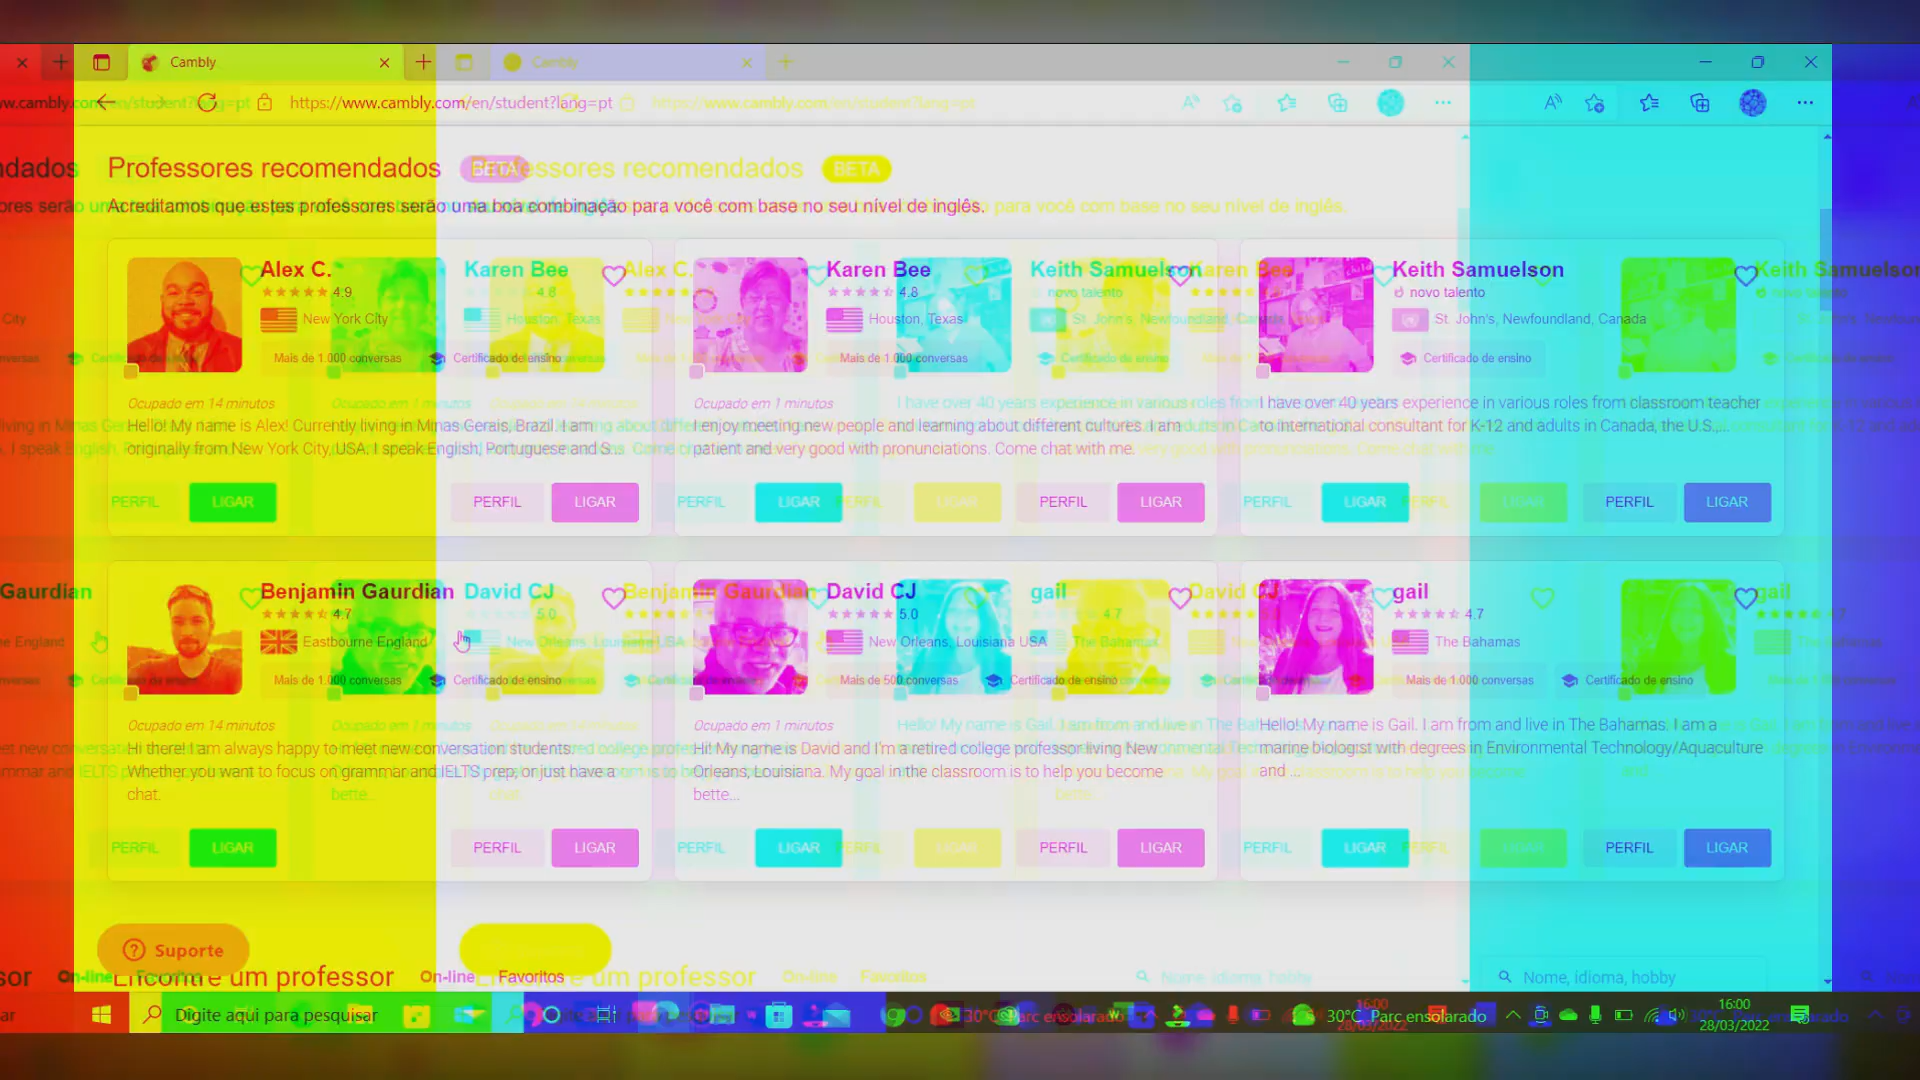 Cambly
https://www.cambly.com/en/student?lang=pt
Professores recomendados BETA
Acreditamos que estes professores serão uma boa combinação para você com base no seu nível de inglês.
Alex C.
4.9
New York City
Mais de 1.000 conversas
Certificado de ensino
Ocupado em 14 minutos
Hello! My name is Alex! Currently living in Minas Gerais, Brazil. I am
originally from New York City, USA. I speak English, Portuguese and S...
PERFIL LIGAR
Karen Bee
4.8
Houston, Texas
Mais de 1.000 conversas
Ocupado em 1 minutos
I enjoy meeting new people and learning about different cultures. I am
patient and very good with pronunciations. Come chat with me.
PERFIL LIGAR
Keith Samuelson
novo talento
St. John's, Newfoundland, Canada
Certificado de ensino
I have over 40 years experience in various roles from classroom teacher
to international consultant for K-12 and adults in Canada, the U.S.,...
PERFIL LIGAR
Benjamin Gaurdian
4.7
Eastbourne England
Mais de 1.000 conversas
Certificado de ensino
Ocupado em 14 minutos
Hi there! I am always happy to meet new conversation students.
Whether you want to focus on grammar and IELTS prep, or just have a
chat.
PERFIL LIGAR
David CJ
5.0
New Orleans, Louisiana USA
Mais de 500 conversas
Certificado de ensino
Ocupado em 1 minutos
Hi! My name is David and I'm a retired college professor living New
Orleans, Louisiana. My goal in the classroom is to help you become
bette...
PERFIL LIGAR
gail
4.7
The Bahamas
Mais de 1.000 conversas
Certificado de ensino
Hello! My name is Gail. I am from and live in The Bahamas. I am a
marine biologist with degrees in Environmental Technology/Aquaculture
and ...
PERFIL LIGAR
Suporte
Encontre um professor On-line Favoritos Nome, idioma, hobby
Digite aqui para pesquisar
30°C Parc ensolarado
16:00
28/03/2022